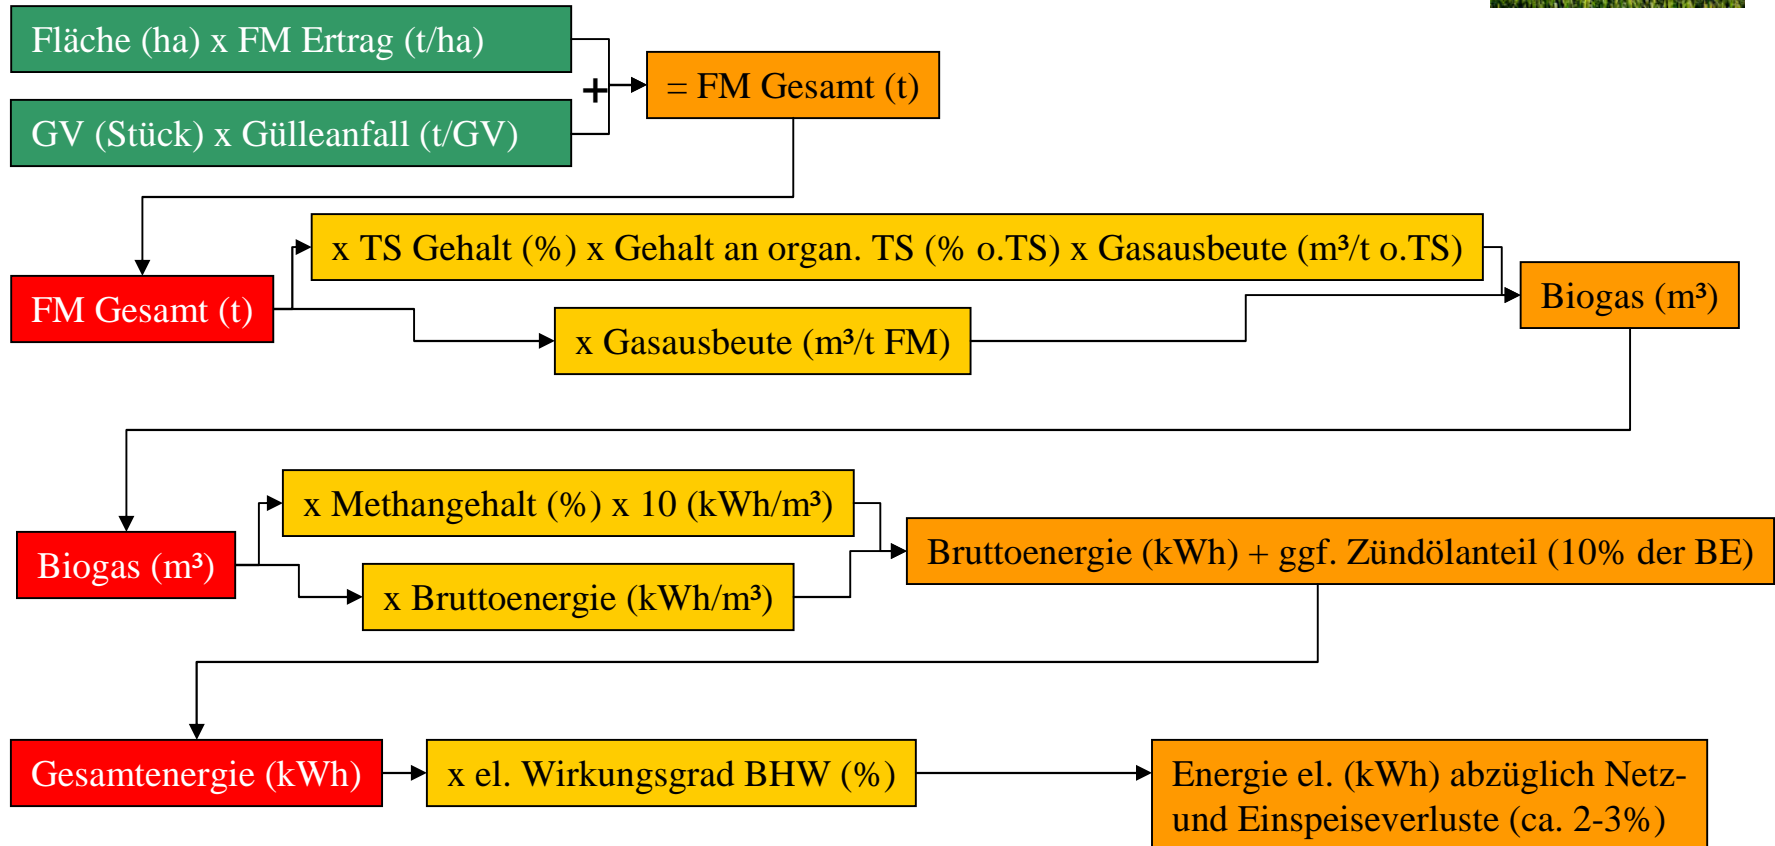 Fläche (ha) x FM Ertrag (t/ha)
+
= FM Gesamt (t)
GV (Stück) x Gülleanfall (t/GV)
x TS Gehalt (%) x Gehalt an organ. TS (% o.TS) x Gasausbeute (m³/t o.TS)
FM Gesamt (t)
Biogas (m³)
x Gasausbeute (m³/t FM)
x Methangehalt (%) x 10 (kWh/m³)
Biogas (m³)
Bruttoenergie (kWh) + ggf. Zündölanteil (10% der BE)
x Bruttoenergie (kWh/m³)
Gesamtenergie (kWh)
x el. Wirkungsgrad BHW (%)
Energie el. (kWh) abzüglich Netz-
und Einspeiseverluste (ca. 2-3%)